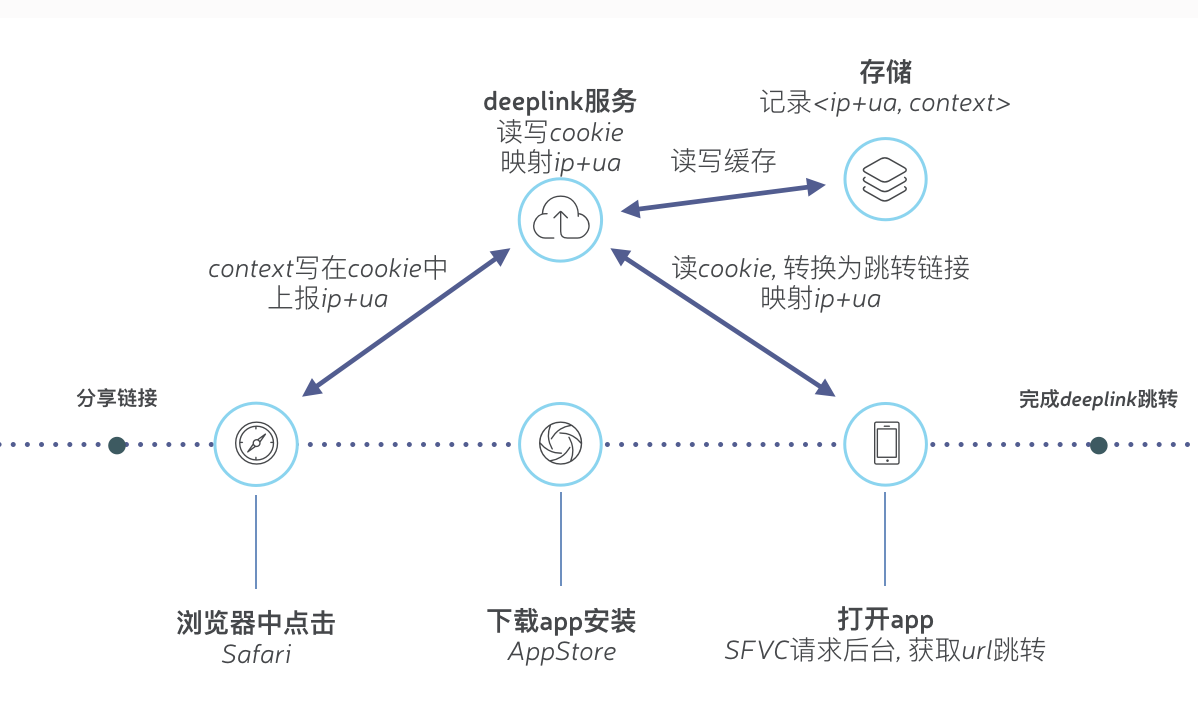 存储
记录<ip+ua, context>
deeplink服务
读写cookie
映射ip+ua
读写缓存
context写在cookie中
上报ip+ua
读cookie, 转换为跳转链接
映射ip+ua
分享链接
完成deeplink跳转
浏览器中点击
Safari
下载app安装
AppStore
打开app
SFVC请求后台, 获取url跳转